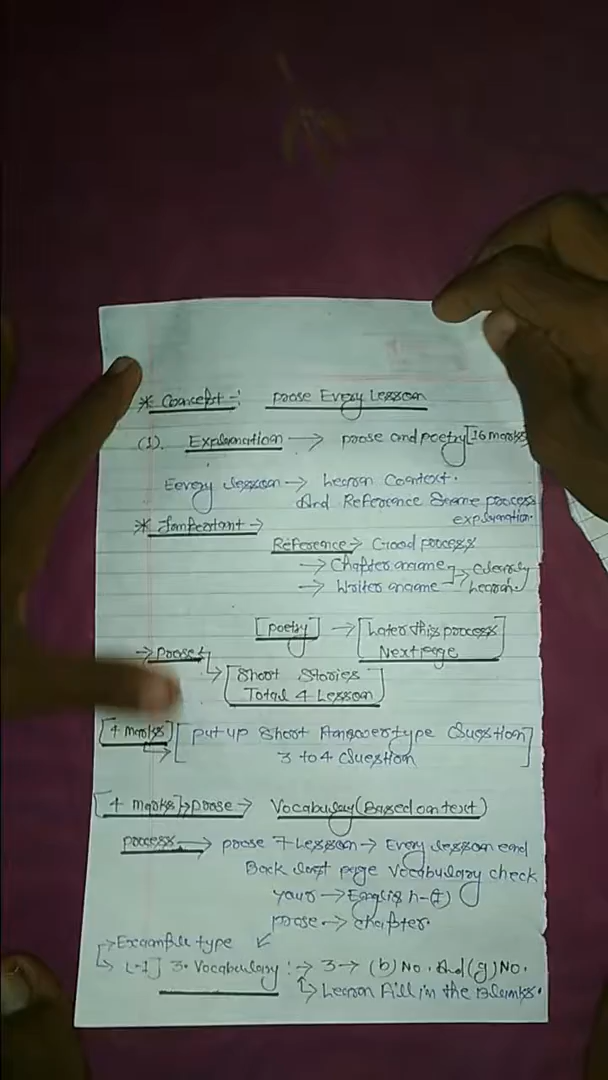 * Concept -: prose Every Lesson
(1). Explanation → prose and poetry [16 marks
Eevery lesson → Learn Context.
And Reference Same process
explanation.
* Important →
Reference → Good process
→ Chapter name
→ Writer name → clearly Learn.
[poetry] → [Later this process
Next page]
→ prose → [Short Stories
Total 4 Lesson]
[4 marks] → [put up Short Answer type Question
3 to 4 Question]
[4 marks] → prose → Vocabulary (Based on text)
process → prose 7-Lesson → Every lesson end
Back last page Vocabulary check
your → English h-(I)
prose → chapter.
→ Example type
→ L-1] 3. Vocabulary : → 3 → (b) No. And (g) No.
→ Learn Fill in the Blanks.